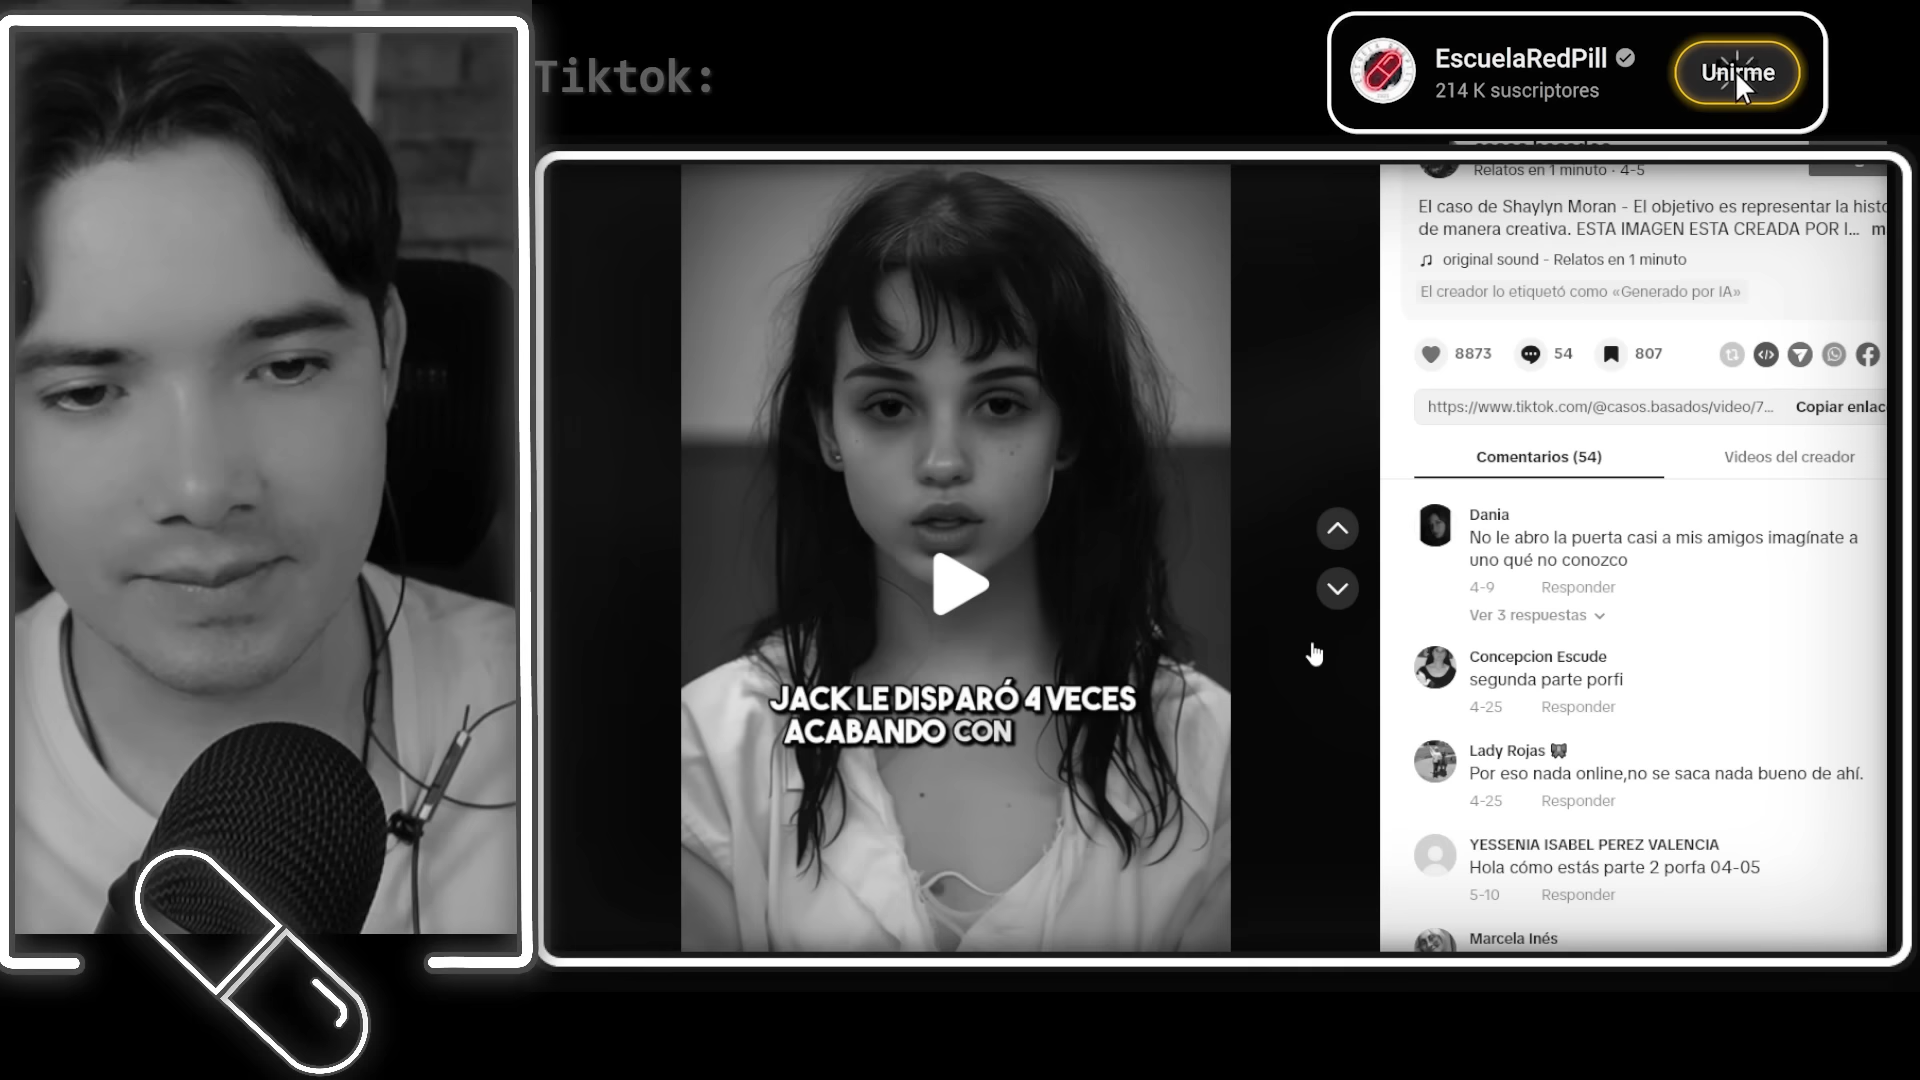 Tiktok:
EscuelaRedPill
214 K suscriptores
Unirme
Relatos en 1 minuto · 4-5
El caso de Shaylyn Moran - El objetivo es representar la
de manera creativa. ESTA IMAGEN ESTA CREADA POR I...
original sound - Relatos en 1 minuto
El creador lo etiquetó como «Generado por IA»
8873
54
807
https://www.tiktok.com/@casos.basados/video/7...
Copiar
Comentarios (54)
Videos del creador
Dania
No le abro la puerta casi a mis amigos imagínate a
uno qué no conozco
4-9 Responder
Ver 3 respuestas
Concepcion Escude
segunda parte porfi
4-25 Responder
Lady Rojas
Por eso nada online,no se saca nada bueno de ahí.
4-25 Responder
YESSENIA ISABEL PEREZ VALENCIA
Hola cómo estás parte 2 porfa 04-05
5-10 Responder
Marcela Inés
JACK LE DISPARÓ 4 VECES
ACABANDO CON